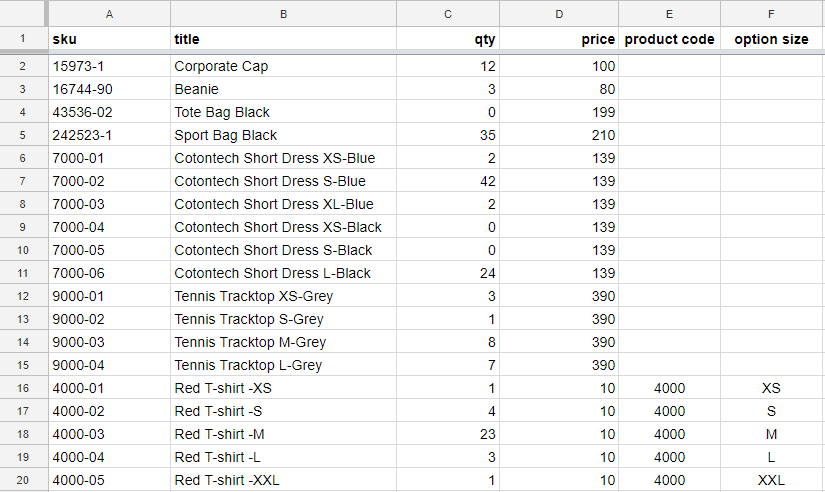 A B C D E F
1 sku title qty price product code option size
2 15973-1 Corporate Cap 12 100
3 16744-90 Beanie 3 80
4 43536-02 Tote Bag Black 0 199
5 242523-1 Sport Bag Black 35 210
6 7000-01 Cotontech Short Dress XS-Blue 2 139
7 7000-02 Cotontech Short Dress S-Blue 42 139
8 7000-03 Cotontech Short Dress XL-Blue 2 139
9 7000-04 Cotontech Short Dress XS-Black 0 139
10 7000-05 Cotontech Short Dress S-Black 0 139
11 7000-06 Cotontech Short Dress L-Black 24 139
12 9000-01 Tennis Tracktop XS-Grey 3 390
13 9000-02 Tennis Tracktop S-Grey 1 390
14 9000-03 Tennis Tracktop M-Grey 8 390
15 9000-04 Tennis Tracktop L-Grey 7 390
16 4000-01 Red T-shirt -XS 1 10 4000 XS
17 4000-02 Red T-shirt -S 4 10 4000 S
18 4000-03 Red T-shirt -M 23 10 4000 M
19 4000-04 Red T-shirt -L 3 10 4000 L
20 4000-05 Red T-shirt -XXL 1 10 4000 XXL